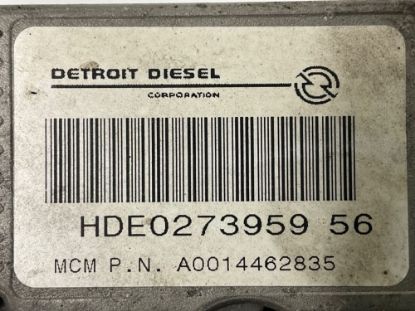 DETROIT DIESEL
CORPORATION
HDE0273959 56
MCM P.N. A0014462835